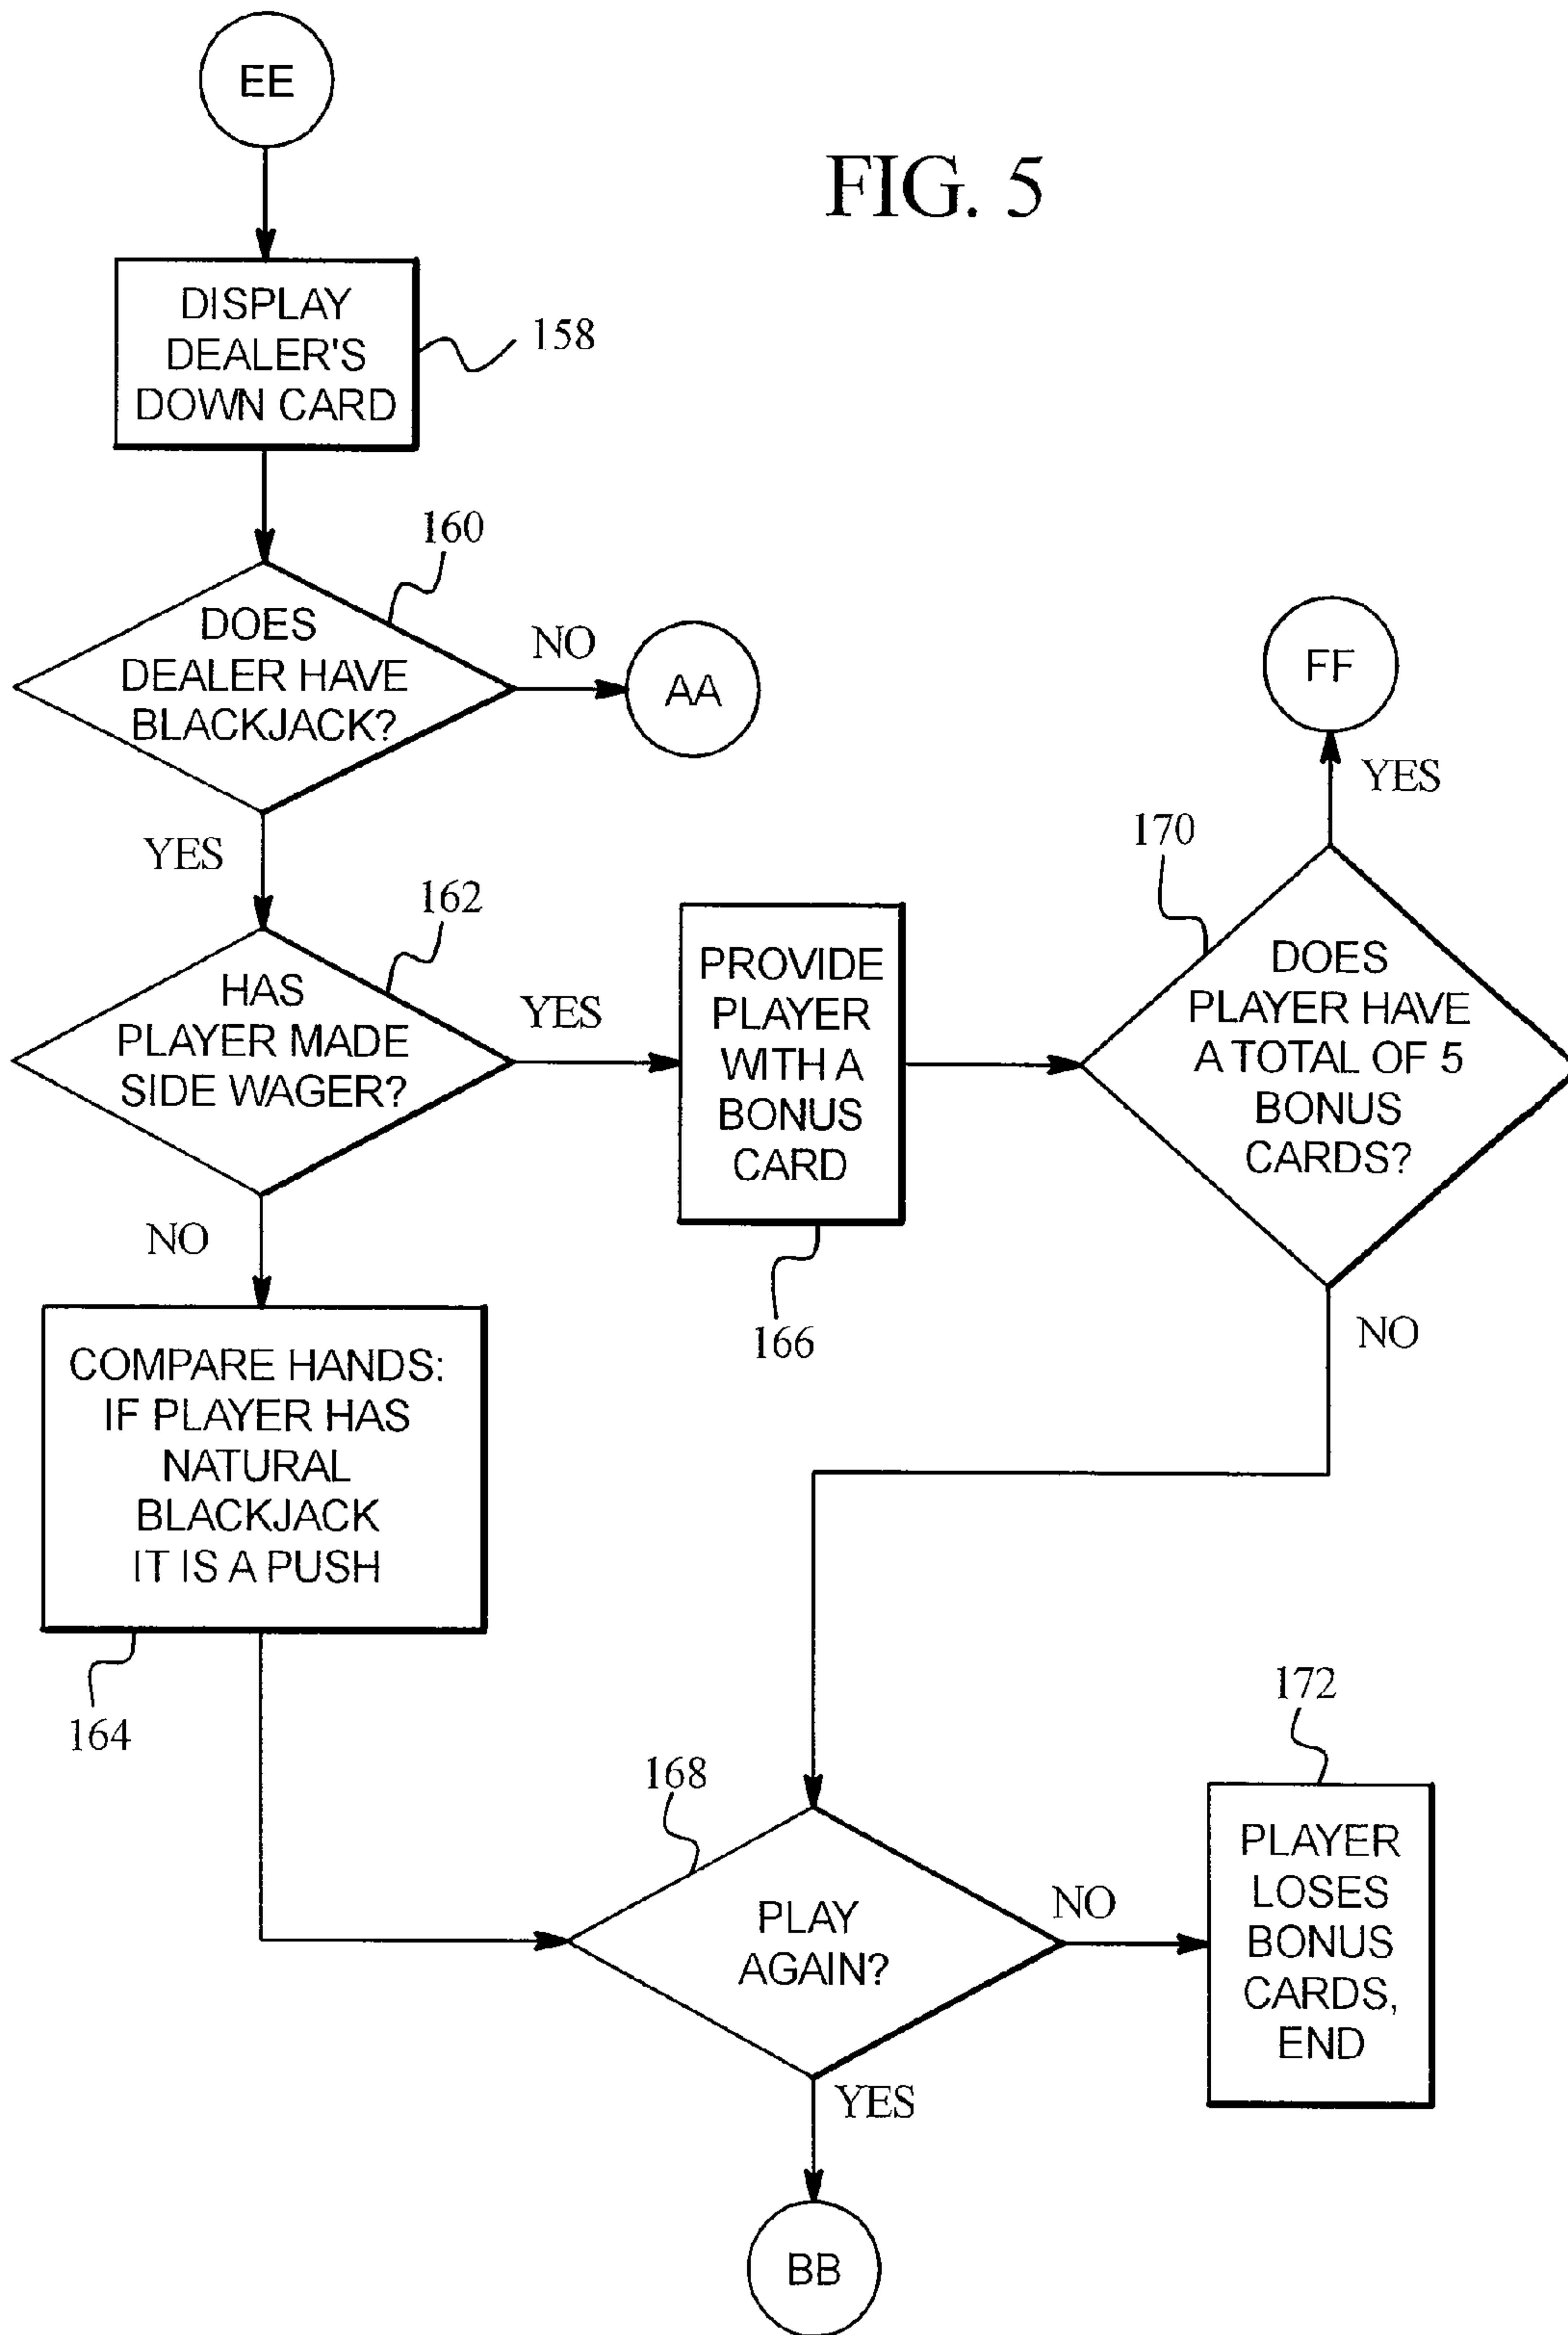 EE
FIG. 5
DISPLAY
DEALER'S
DOWN CARD
158
160
DOES
DEALER HAVE
BLACKJACK?
NO
AA
YES
162
HAS
PLAYER MADE
SIDE WAGER?
YES
NO
PROVIDE
PLAYER
WITH A
BONUS
CARD
166
FF
YES
170
DOES
PLAYER HAVE
A TOTAL OF 5
BONUS
CARDS?
NO
COMPARE HANDS:
IF PLAYER HAS
NATURAL
BLACKJACK
IT IS A PUSH
164
168
PLAY
AGAIN?
NO
172
PLAYER
LOSES
BONUS
CARDS,
END
YES
BB